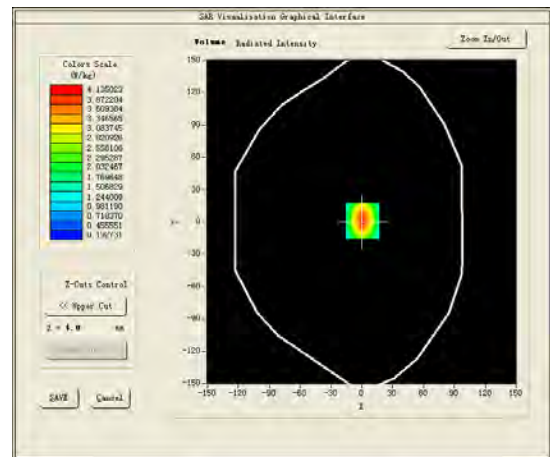 SAR Visualisation Graphical Interface
Volume Radiated Intensity
Zoom In/Out
Colors Scale
(W/kg)
4.135023
3.872204
3.609384
3.346565
3.083745
2.820926
2.558106
2.295287
2.032467
1.769648
1.506829
1.244009
0.981190
0.718370
0.455551
150
120
90
60
30
0
-30
-60
-90
-120
-150
-150 -120 -90 -60 -30 0 30 60 90 120 150
Y
X
Z-Cuts Control
<< Upper Cut
Z = 4.0 mm
SAVE
Cancel